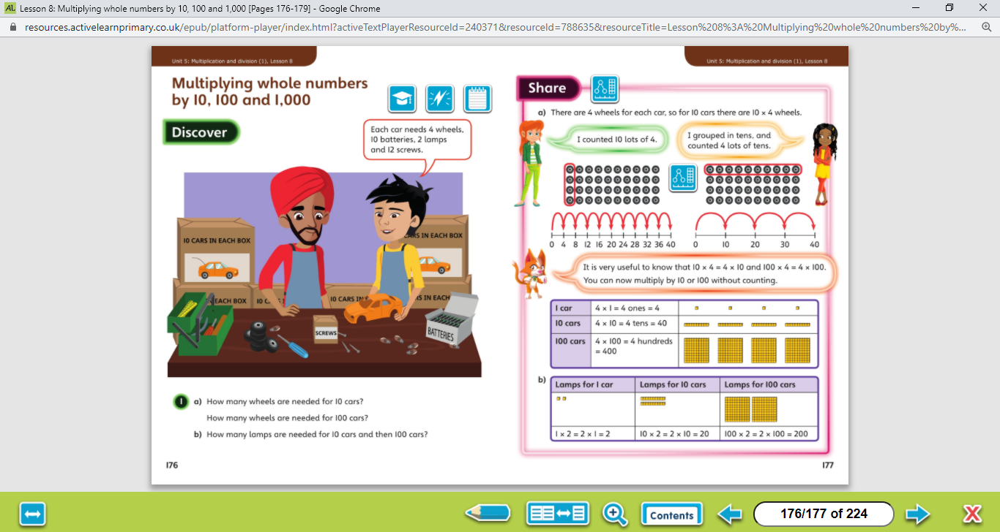 Lesson 8: Multiplying whole numbers by 10, 100 and 1,000 [Pages 176-179] - Google Chrome
resources.activelearnprimary.co.uk/epub/platform-player/index.html?activeTextPlayerResourceId=240371&resourceId=788635&resourceTitle=Lesson%208%3A%20Multiplying%20whole%20numbers%20by%...
Unit 5: Multiplication and division (1), Lesson 8
Multiplying whole numbers
by 10, 100 and 1,000
Discover
Each car needs 4 wheels,
10 batteries, 2 lamps
and 12 screws.
10 CARS IN EACH BOX
CARS IN EACH BOX
EACH BOX
10 C
10 CARS IN
IS IN EACH
SCREWS
BATTERIES
1 a) How many wheels are needed for 10 cars?
How many wheels are needed for 100 cars?
b) How many lamps are needed for 10 cars and then 100 cars?
176
Unit 5: Multiplication and division (1), Lesson 8
Share
a) There are 4 wheels for each car, so for 10 cars there are 10 × 4 wheels.
I counted 10 lots of 4.
I grouped in tens, and
counted 4 lots of tens.
0 4 8 12 16 20 24 28 32 36 40
0 10 20 30 40
It is very useful to know that 10 × 4 = 4 × 10 and 100 × 4 = 4 × 100.
You can now multiply by 10 or 100 without counting.
1 car 4 × 1 = 4 ones = 4
10 cars 4 × 10 = 4 tens = 40
100 cars 4 × 100 = 4 hundreds
= 400
b) Lamps for 1 car Lamps for 10 cars Lamps for 100 cars
1 × 2 = 2 × 1 = 2 10 × 2 = 2 × 10 = 20 100 × 2 = 2 × 100 = 200
177
Contents
176/177 of 224